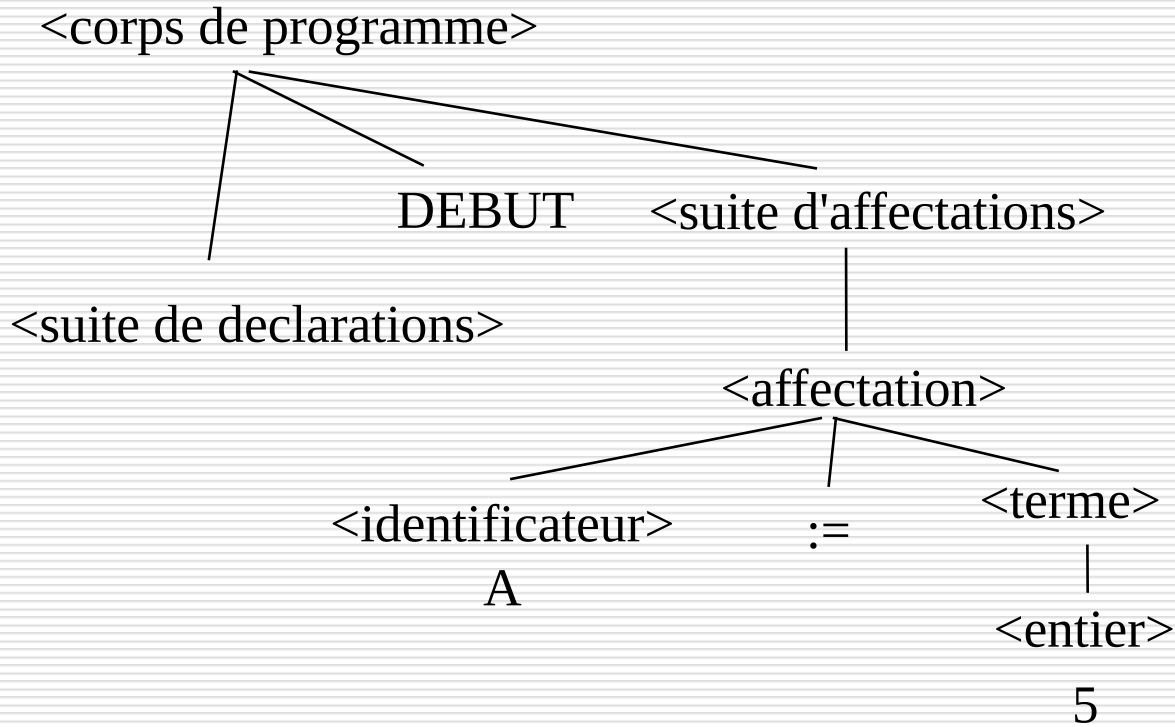 <corps de programme>
DEBUT <suite d'affectations>
<suite de declarations>
<affectation>
<identificateur> := <terme>
A
<entier>
5